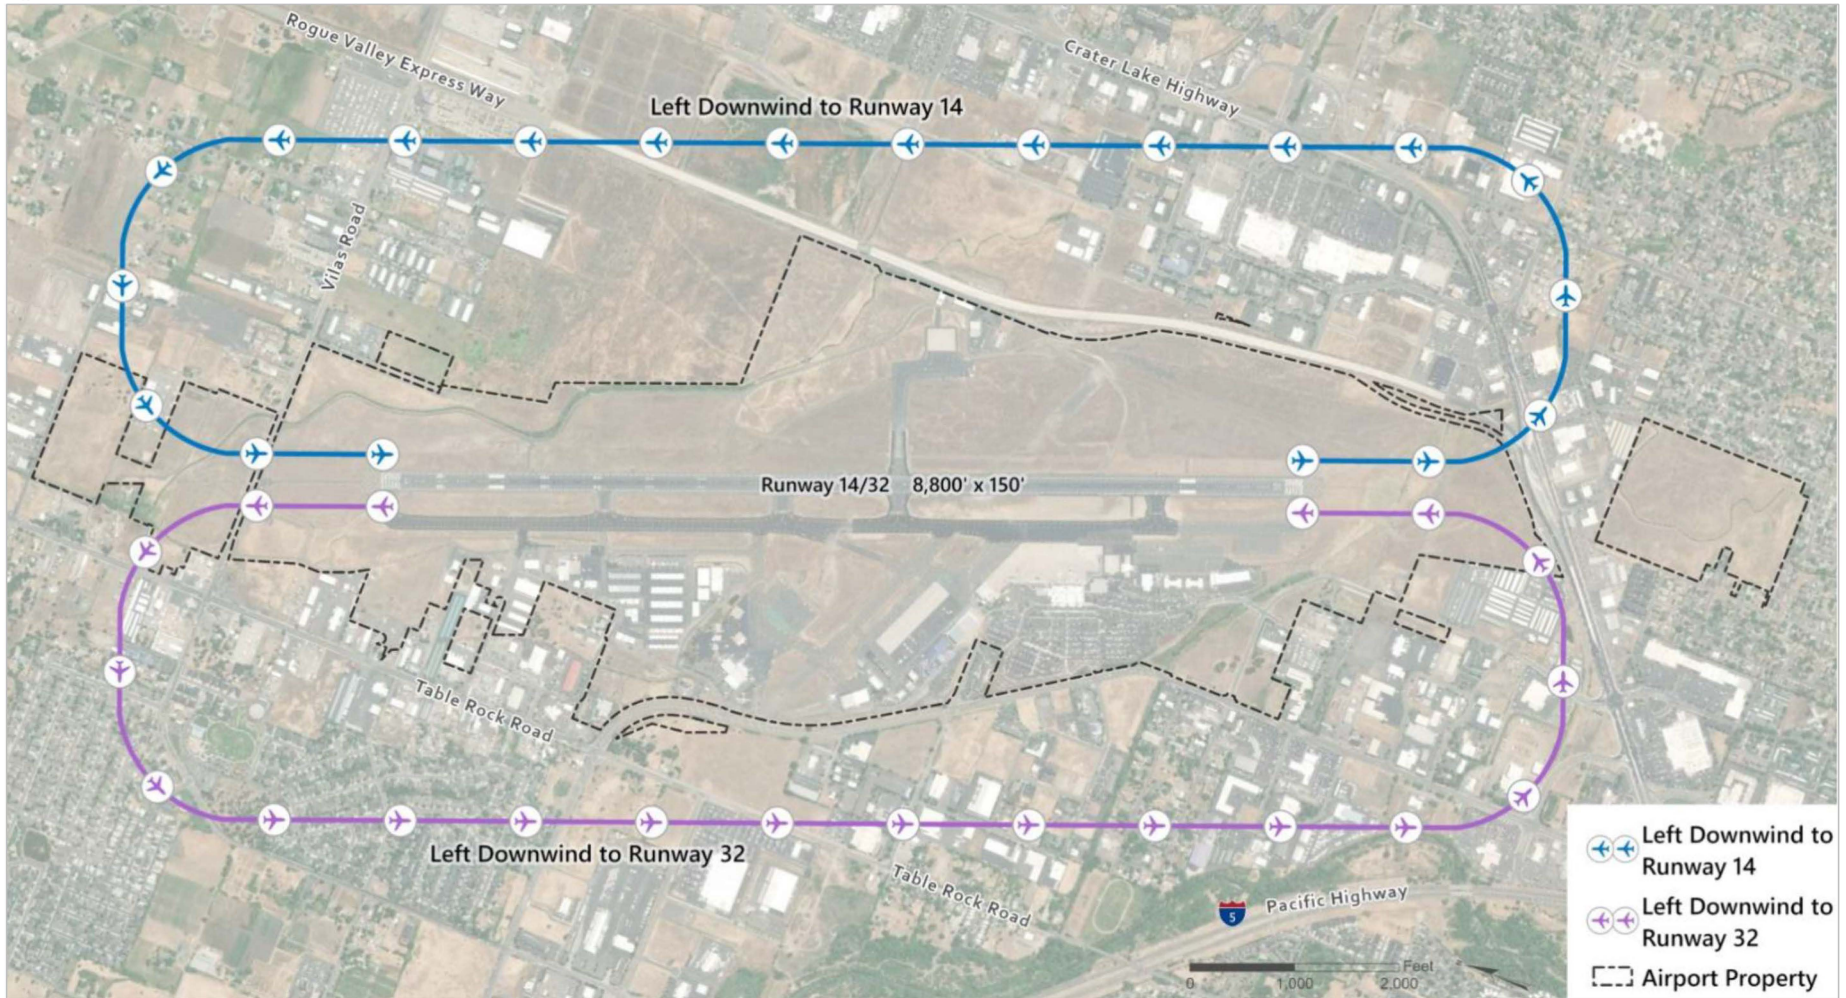 Rogue Valley Express Way
Crater Lake Highway
Left Downwind to Runway 14
Vilas Road
Runway 14/32 8,800' x 150'
Table Rock Road
Left Downwind to Runway 32
Table Rock Road
5
Pacific Highway
Feet
0 1,000 2,000
Left Downwind to
Runway 14
Left Downwind to
Runway 32
Airport Property